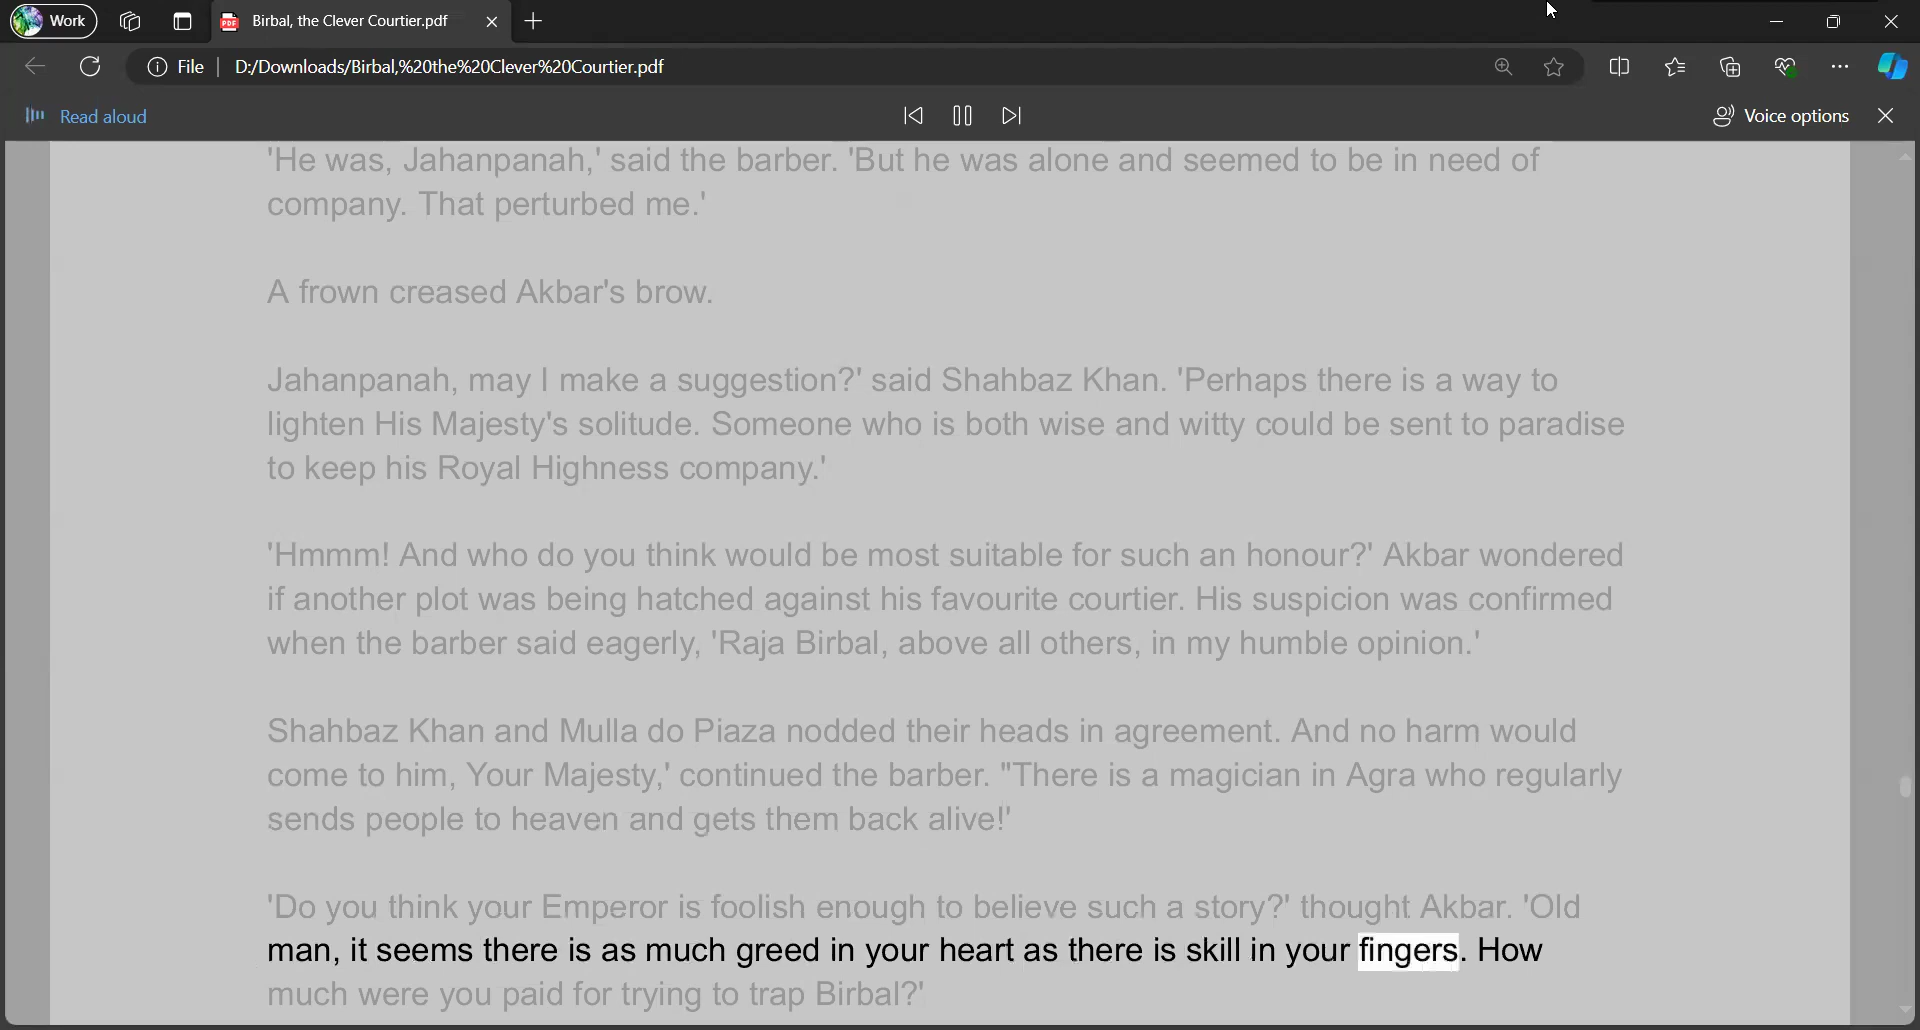 Work
Birbal, the Clever Courtier.pdf
File
D:/Downloads/Birbal,%20the%20Clever%20Courtier.pdf
Read aloud
Voice options
'He was, Jahanpanah,' said the barber. 'But he was alone and seemed to be in need of
company. That perturbed me.'
A frown creased Akbar's brow.
Jahanpanah, may I make a suggestion?' said Shahbaz Khan. 'Perhaps there is a way to
lighten His Majesty's solitude. Someone who is both wise and witty could be sent to paradise
to keep his Royal Highness company.'
'Hmmm! And who do you think would be most suitable for such an honour?' Akbar wondered
if another plot was being hatched against his favourite courtier. His suspicion was confirmed
when the barber said eagerly, 'Raja Birbal, above all others, in my humble opinion.'
Shahbaz Khan and Mulla do Piaza nodded their heads in agreement. And no harm would
come to him, Your Majesty,' continued the barber. "There is a magician in Agra who regularly
sends people to heaven and gets them back alive!'
'Do you think your Emperor is foolish enough to believe such a story?' thought Akbar. 'Old
man, it seems there is as much greed in your heart as there is skill in your fingers. How
much were you paid for trying to trap Birbal?'